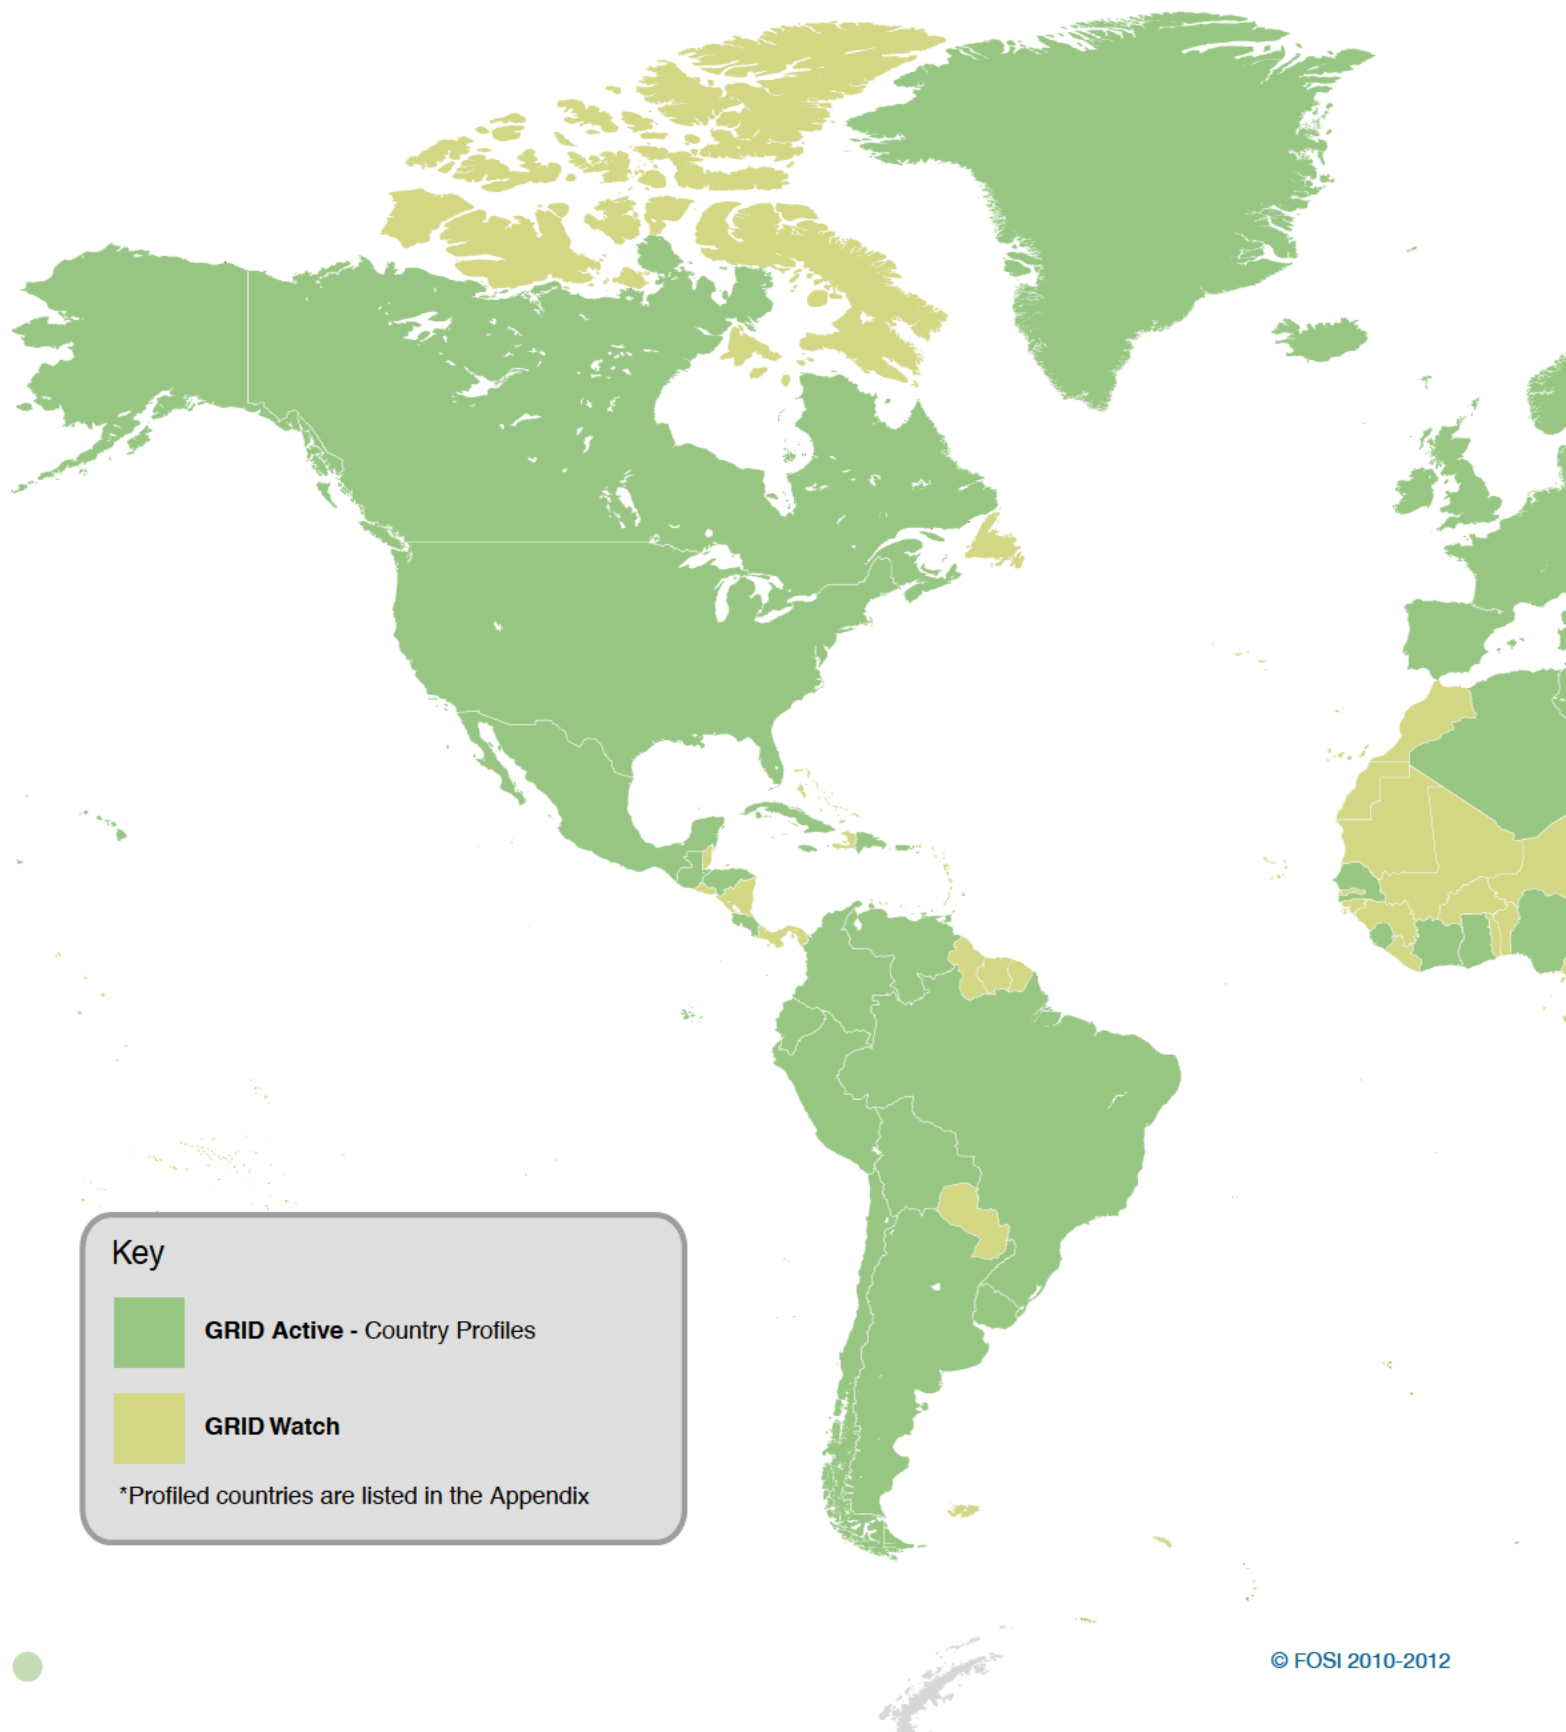 Key
GRID Active - Country Profiles
GRID Watch
*Profiled countries are listed in the Appendix
© FOSI 2010-2012